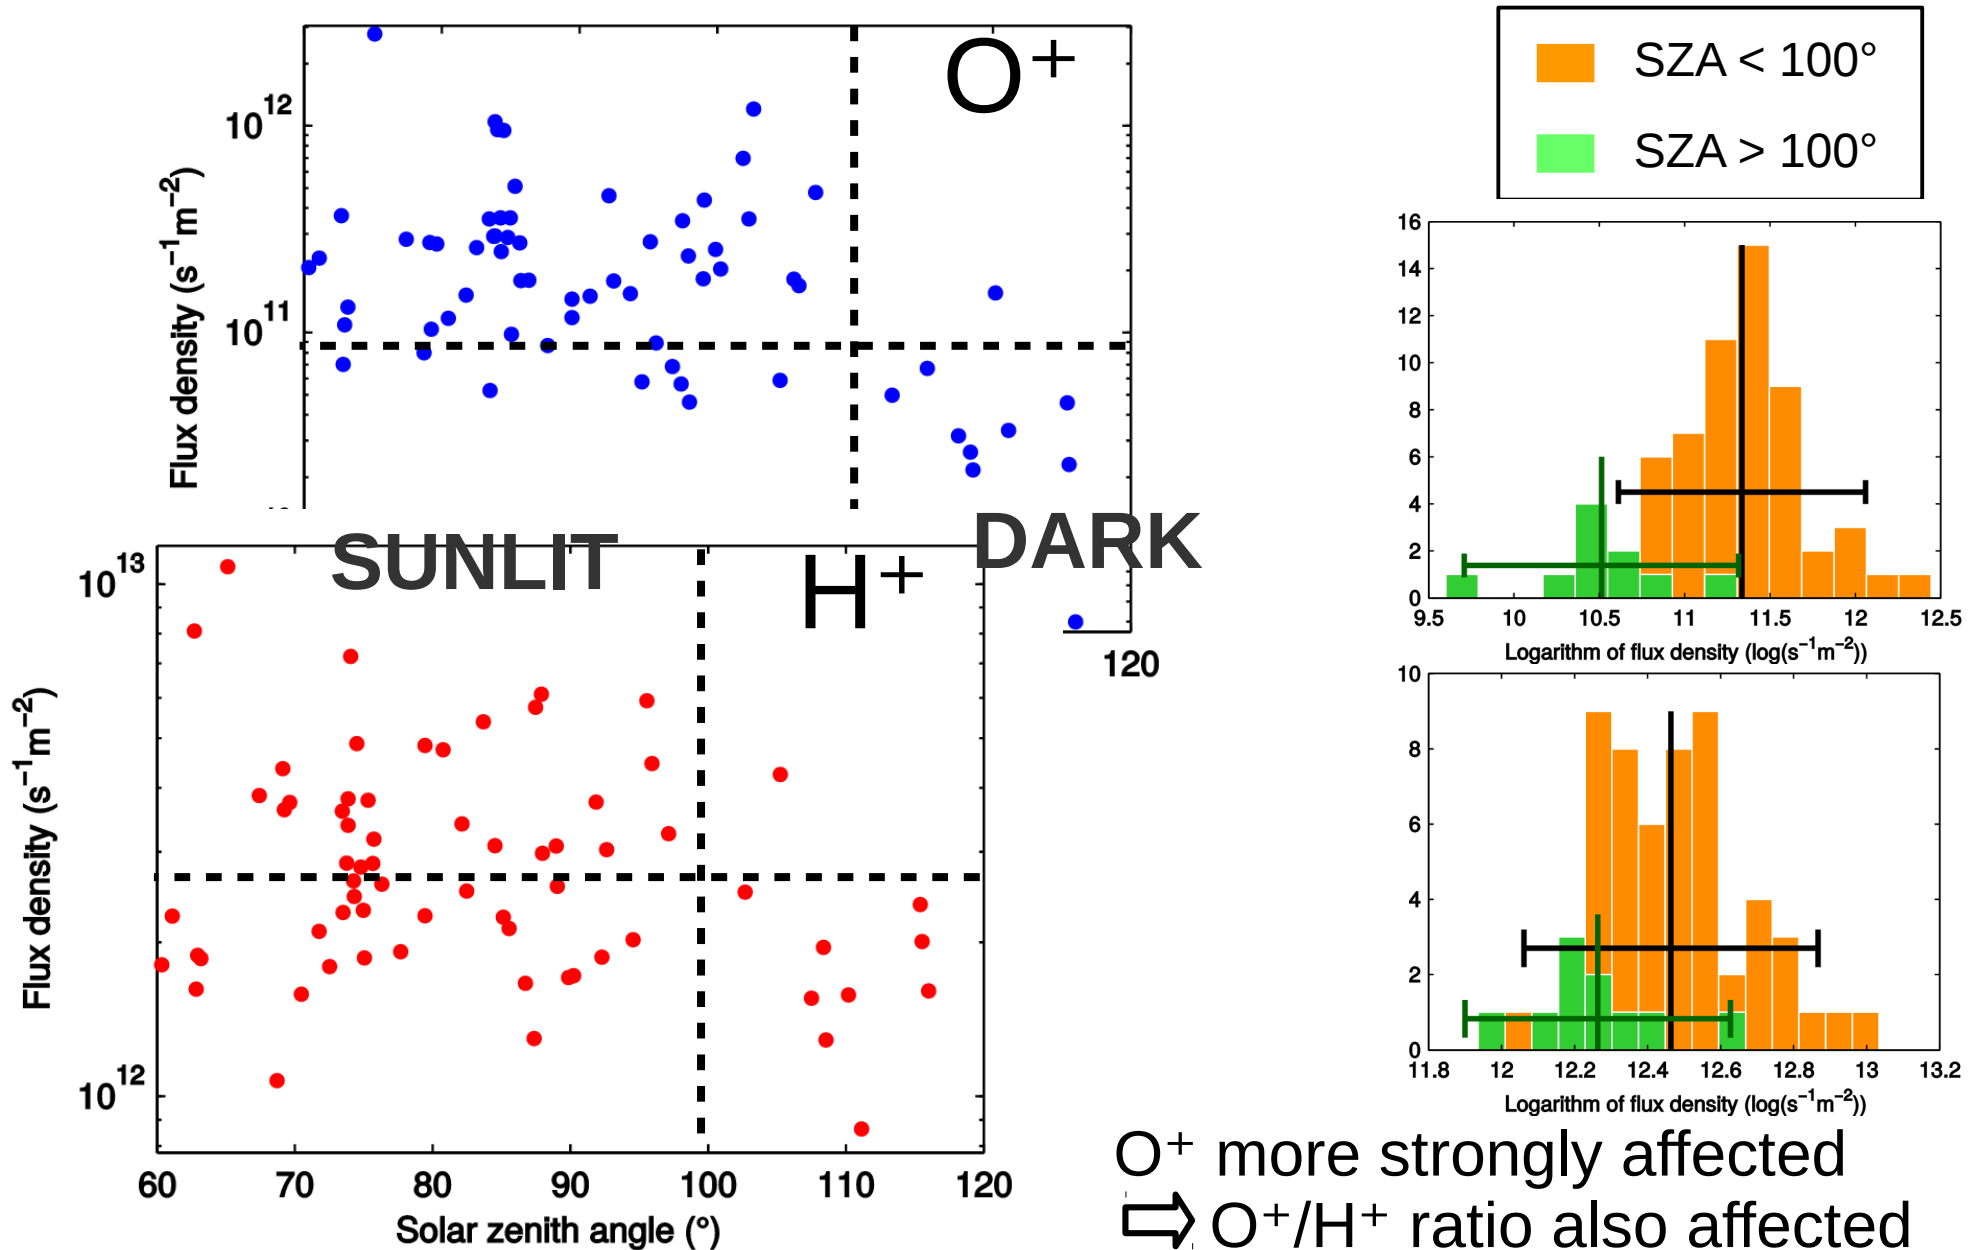 O⁺
10¹²
10¹¹
Flux density (s⁻¹m⁻²)
SUNLIT
DARK
120
H⁺
10¹³
10¹²
Flux density (s⁻¹m⁻²)
60 70 80 90 100 110 120
Solar zenith angle (°)
SZA < 100°
SZA > 100°
16
14
12
10
8
6
4
2
0
9.5 10 10.5 11 11.5 12 12.5
Logarithm of flux density (log(s⁻¹m⁻²))
10
8
6
4
2
0
11.8 12 12.2 12.4 12.6 12.8 13 13.2
Logarithm of flux density (log(s⁻¹m⁻²))
O⁺ more strongly affected
⇨ O⁺/H⁺ ratio also affected